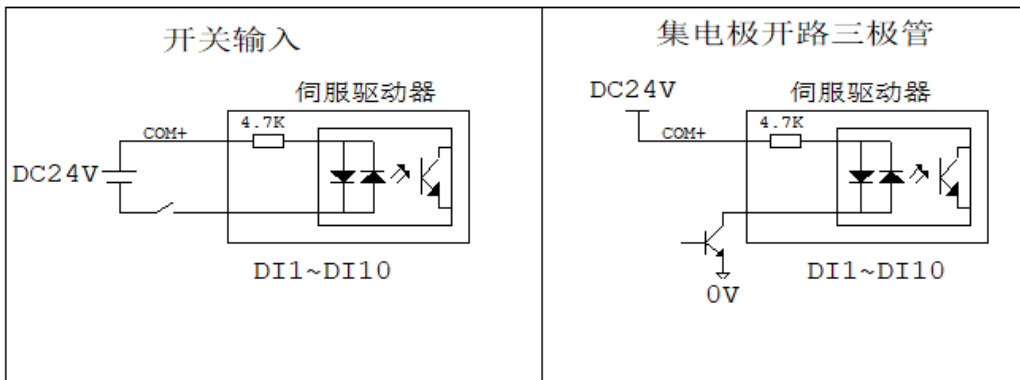 开关输入
伺服驱动器
4.7K
COM+
DC24V
DI1~DI10
集电极开路三极管
DC24V
伺服驱动器
4.7K
COM+
DI1~DI10
0V